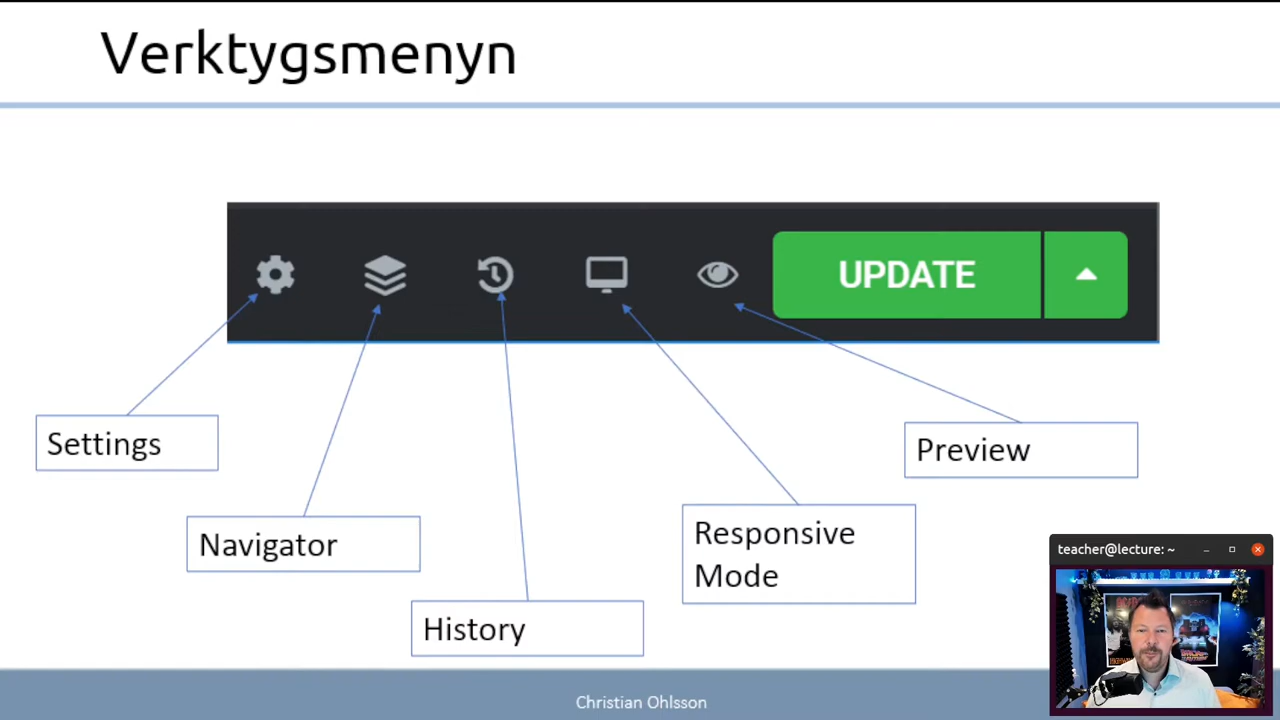 Verktygsmenyn
UPDATE
Settings
Preview
Responsive
Mode
Navigator
History
teacher@lecture: ~
Christian Ohlsson